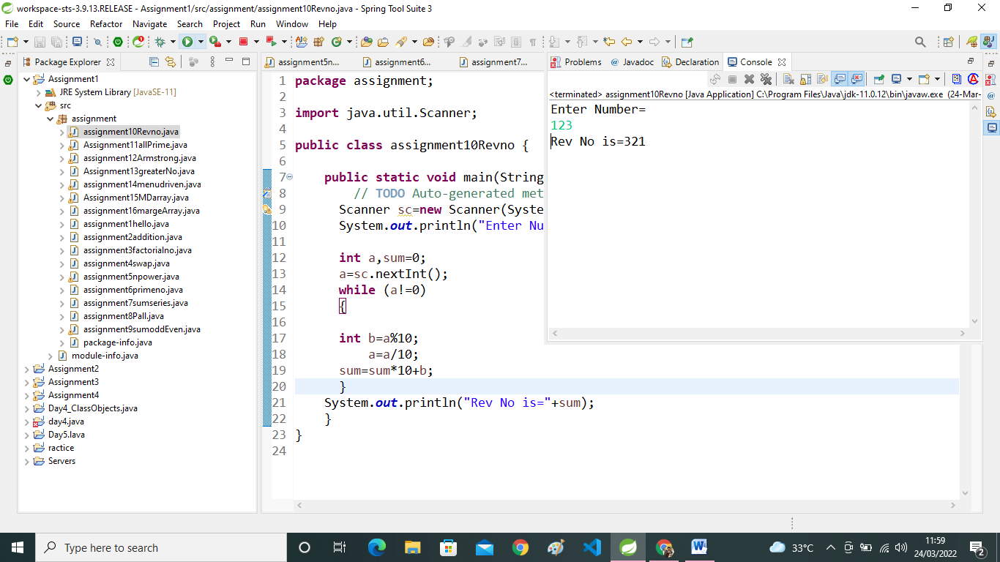 workspace-sts-3.9.13.RELEASE - Assignment1/src/assignment/assignment10Revno.java - Spring Tool Suite 3
File Edit Source Refactor Navigate Search Project Run Window Help
Package Explorer
Assignment1
JRE System Library [JavaSE-11]
src
assignment
assignment10Revno.java
Assignment11allPrime.java
assignment12Armstrong.java
Assignment13greaterNo.java
assignment14menudriven.java
Assignment15MDarray.java
assignment16margeArray.java
assignment1hello.java
assignment2addition.java
assignment3factorialno.java
assignment4swap.java
assignment5npower.java
assignment6primeno.java
assignment7sumseries.java
assignment8Pall.java
assignment9sumoddEven.java
package-info.java
module-info.java
Assignment2
Assignment3
Assignment4
Day4_ClassObjects.java
day4.java
Day5.lava
ractice
Servers
assignment5n... assignment6... assignment7...
1 package assignment;
2
3 import java.util.Scanner;
4
5 public class assignment10Revno {
6
7 public static void main(String
8 // TODO Auto-generated met
9 Scanner sc=new Scanner(Syste
10 System.out.println("Enter Nu
11
12 int a,sum=0;
13 a=sc.nextInt();
14 while (a!=0)
15 {
16
17 int b=a%10;
18 a=a/10;
19 sum=sum*10+b;
20 }
21 System.out.println("Rev No is="+sum);
22 }
23 }
24
Problems @ Javadoc Declaration Console
<terminated> assignment10Revno [Java Application] C:\Program Files\Java\jdk-11.0.12\bin\javaw.exe (24-Mar-
Enter Number=
123
Rev No is=321
Type here to search
33°C
11:59
24/03/2022
2